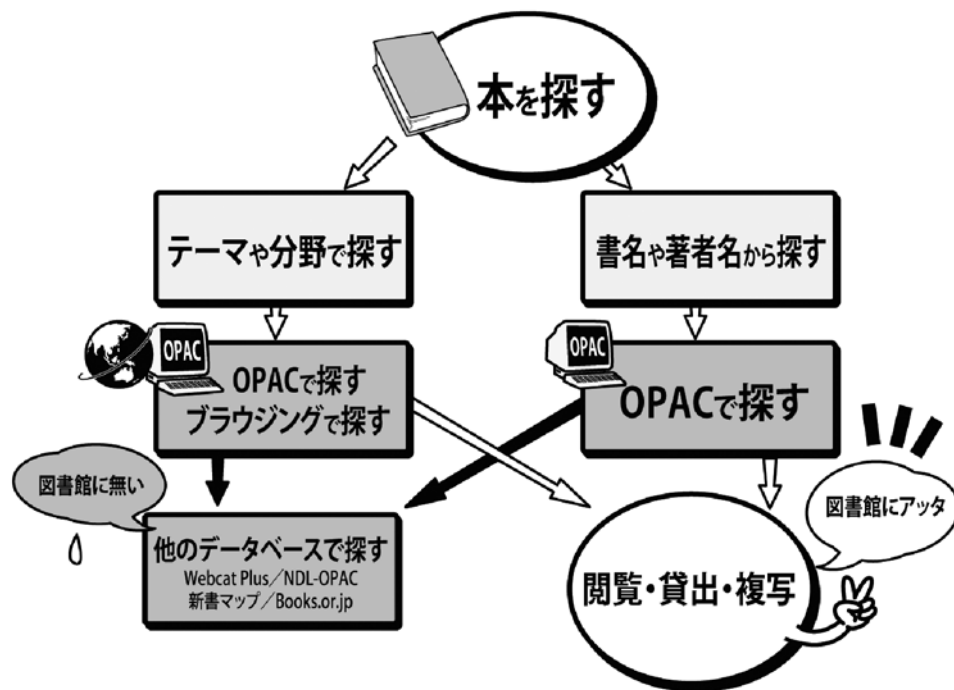 本を探す
テーマや分野で探す
書名や著者名から探す
OPAC
OPACで探す
ブラウジングで探す
OPAC
OPACで探す
図書館に無い
他のデータベースで探す
Webcat Plus／NDL-OPAC
新書マップ／Books.or.jp
図書館にアッタ
閲覧・貸出・複写